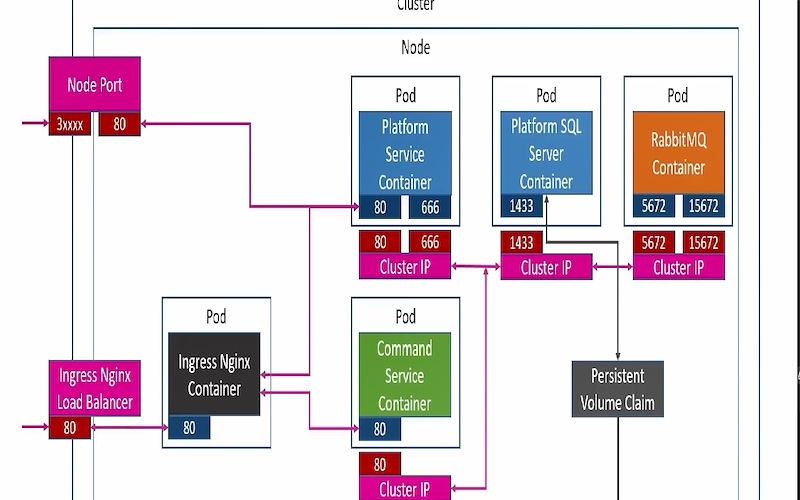 Cluster
Node
Node Port
3xxxx
80
Pod
Platform
Service
Container
80
666
80
666
Cluster IP
Pod
Platform SQL
Server
Container
1433
1433
Cluster IP
Pod
RabbitMQ
Container
5672
15672
5672
15672
Cluster IP
Ingress Nginx
Load Balancer
80
Pod
Ingress Nginx
Container
80
Pod
Command
Service
Container
80
80
Cluster IP
Persistent
Volume Claim